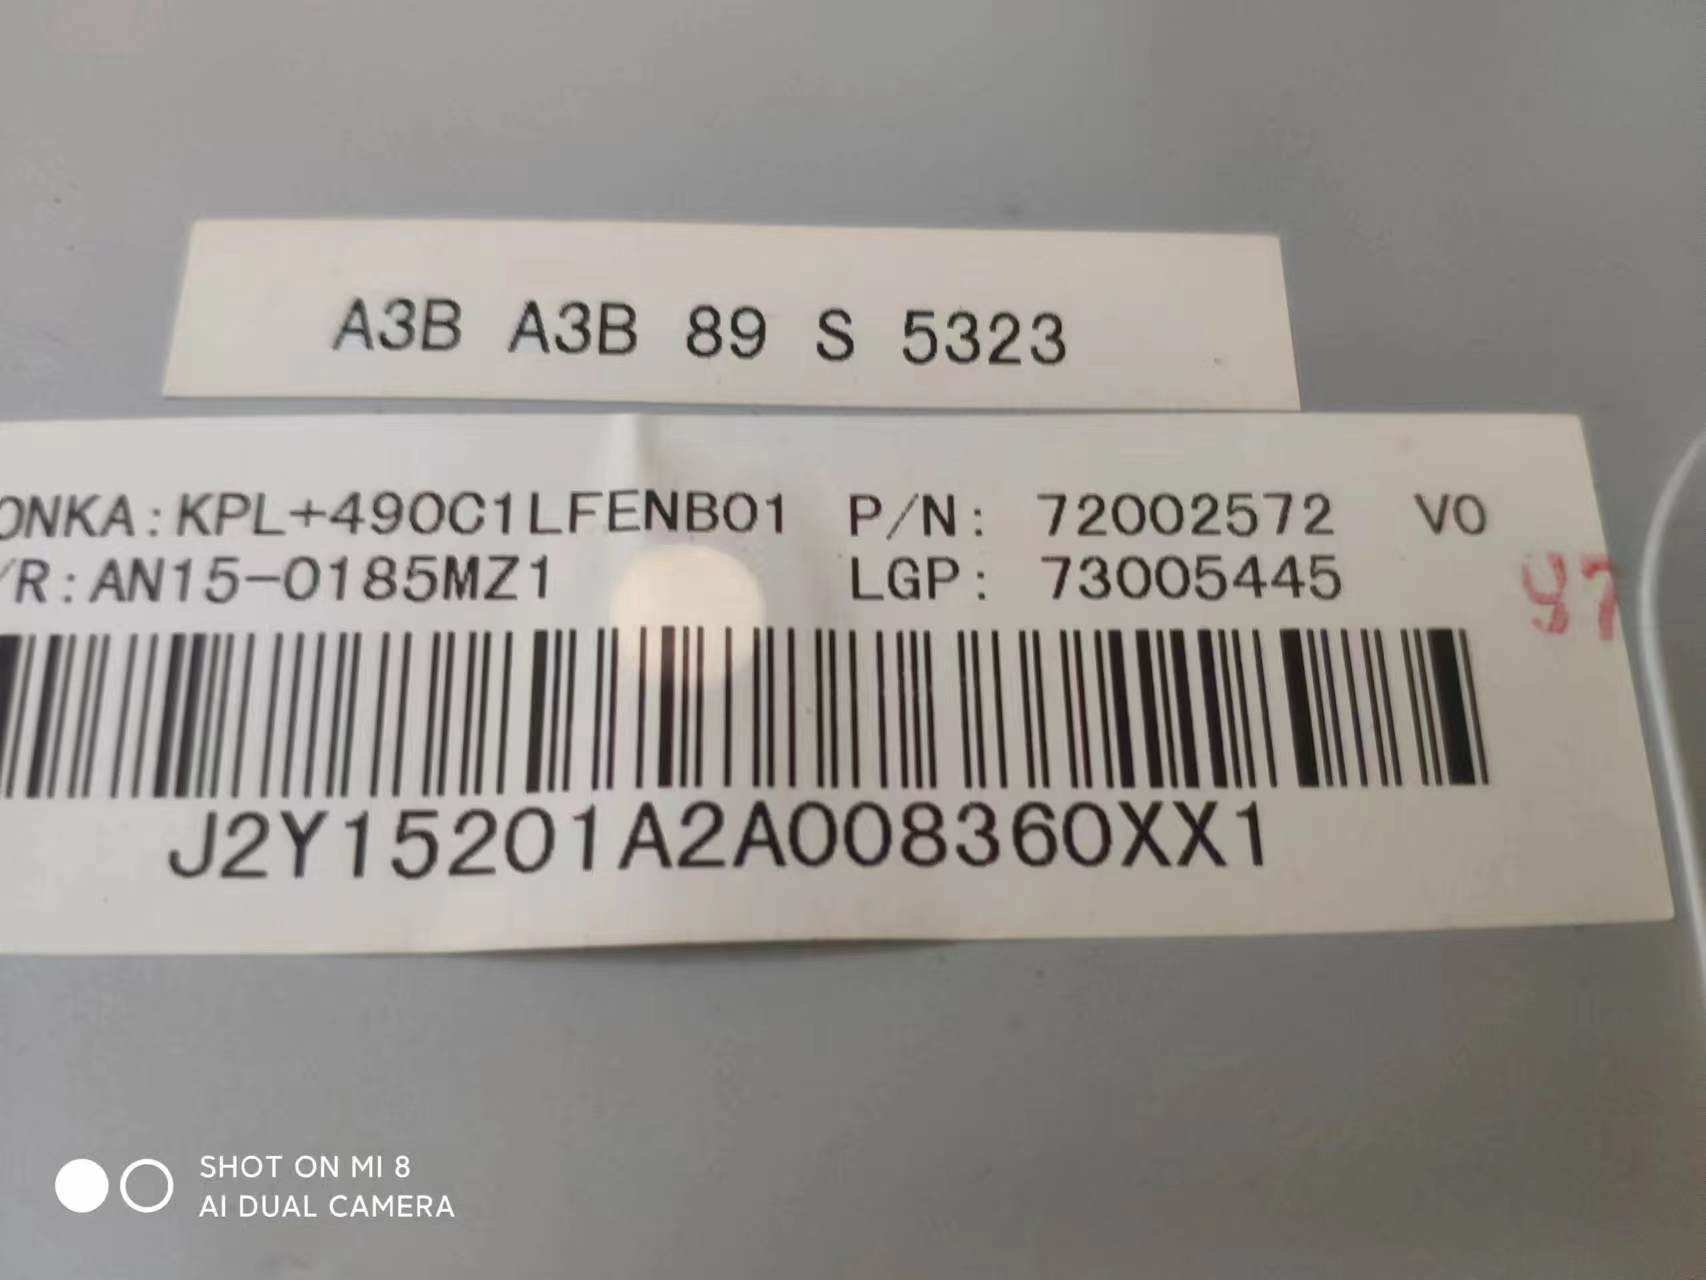 A3B A3B 89 S 5323
ONKA:KPL+490C1LFENB01 P/N: 72002572 V0
/R:AN15-0185MZ1 LGP: 73005445
J2Y15201A2A008360XX1
SHOT ON MI 8
AI DUAL CAMERA